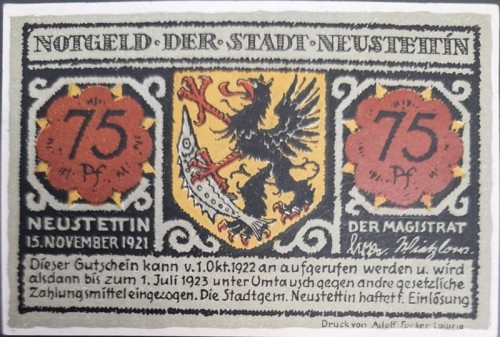 NOTGELD · DER · STADT · NEUSTETTIN
75
Pf.
75
Pf.
NEUSTETTIN
15. NOVEMBER 1921
DER MAGISTRAT
Dieser Gutschein kann v. 1. Okt. 1922 an aufgerufen werden u. wird
alsdann bis zum 1. Juli 1923 unter Umtausch gegen andre gesetzliche
Zahlungsmittel eingezogen. Die Stadtgem. Neustettin haftet f. Einlösung
Druck von Adolf Leipzig